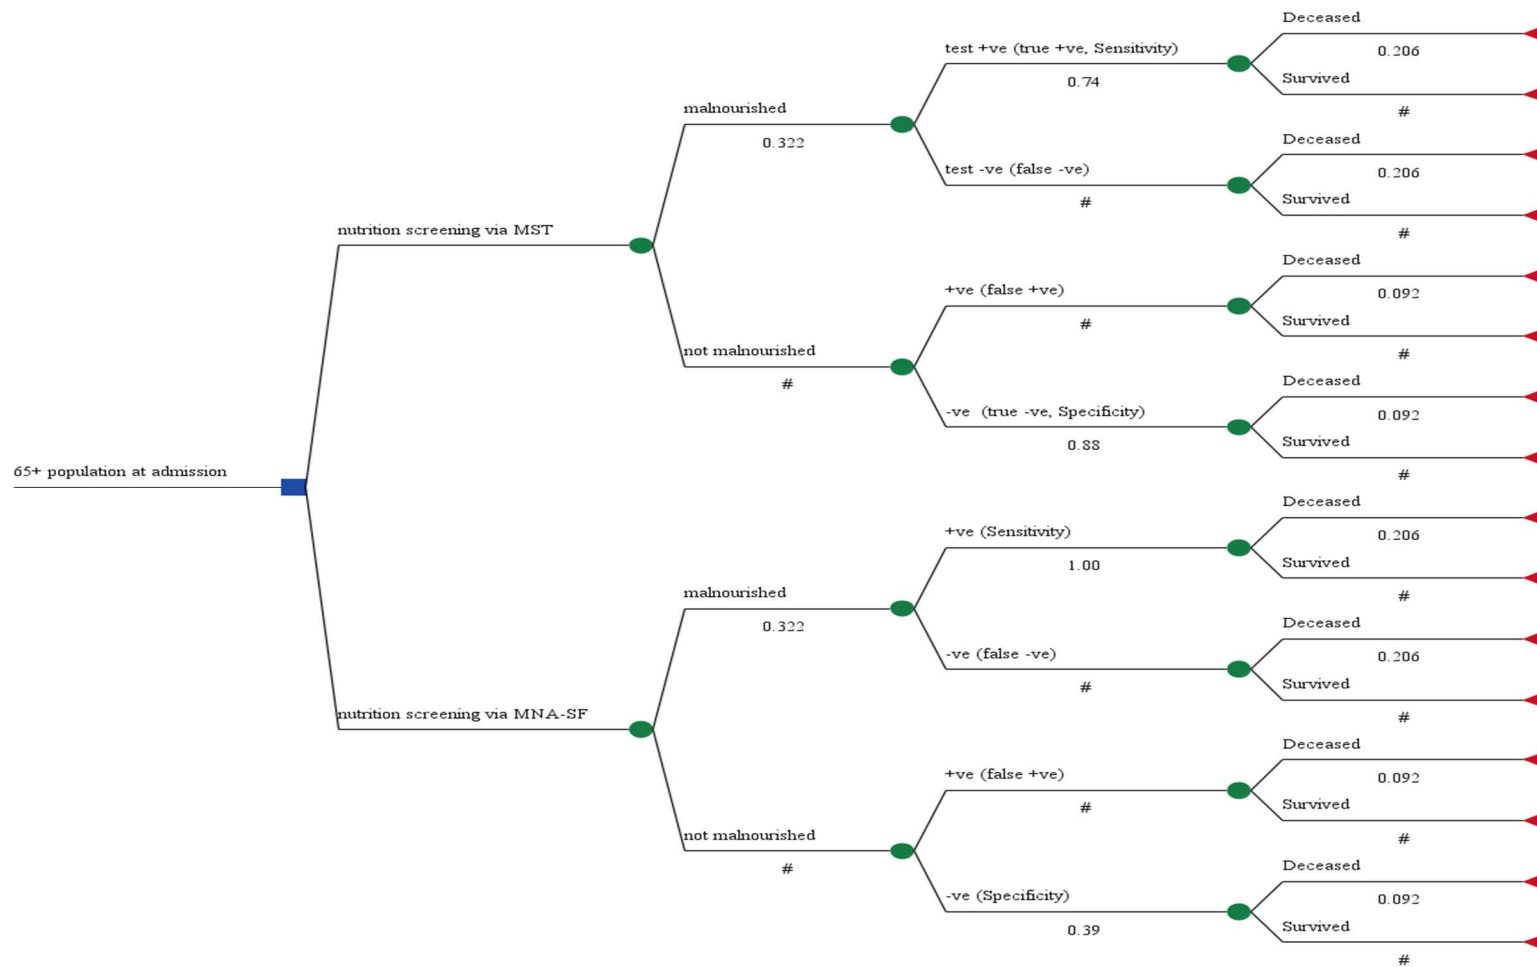 Deceased
0.206
test +ve (true +ve, Sensitivity)
0.74
Survived
#
malnourished
0.322
Deceased
0.206
test -ve (false -ve)
#
Survived
#
nutrition screening via MST
Deceased
0.092
+ve (false +ve)
#
Survived
#
not malnourished
#
Deceased
0.092
-ve (true -ve, Specificity)
0.88
Survived
#
65+ population at admission
Deceased
0.206
+ve (Sensitivity)
1.00
Survived
#
malnourished
0.322
Deceased
0.206
-ve (false -ve)
#
Survived
#
nutrition screening via MNA-SF
Deceased
0.092
+ve (false +ve)
#
Survived
#
not malnourished
#
Deceased
0.092
-ve (Specificity)
0.39
Survived
#